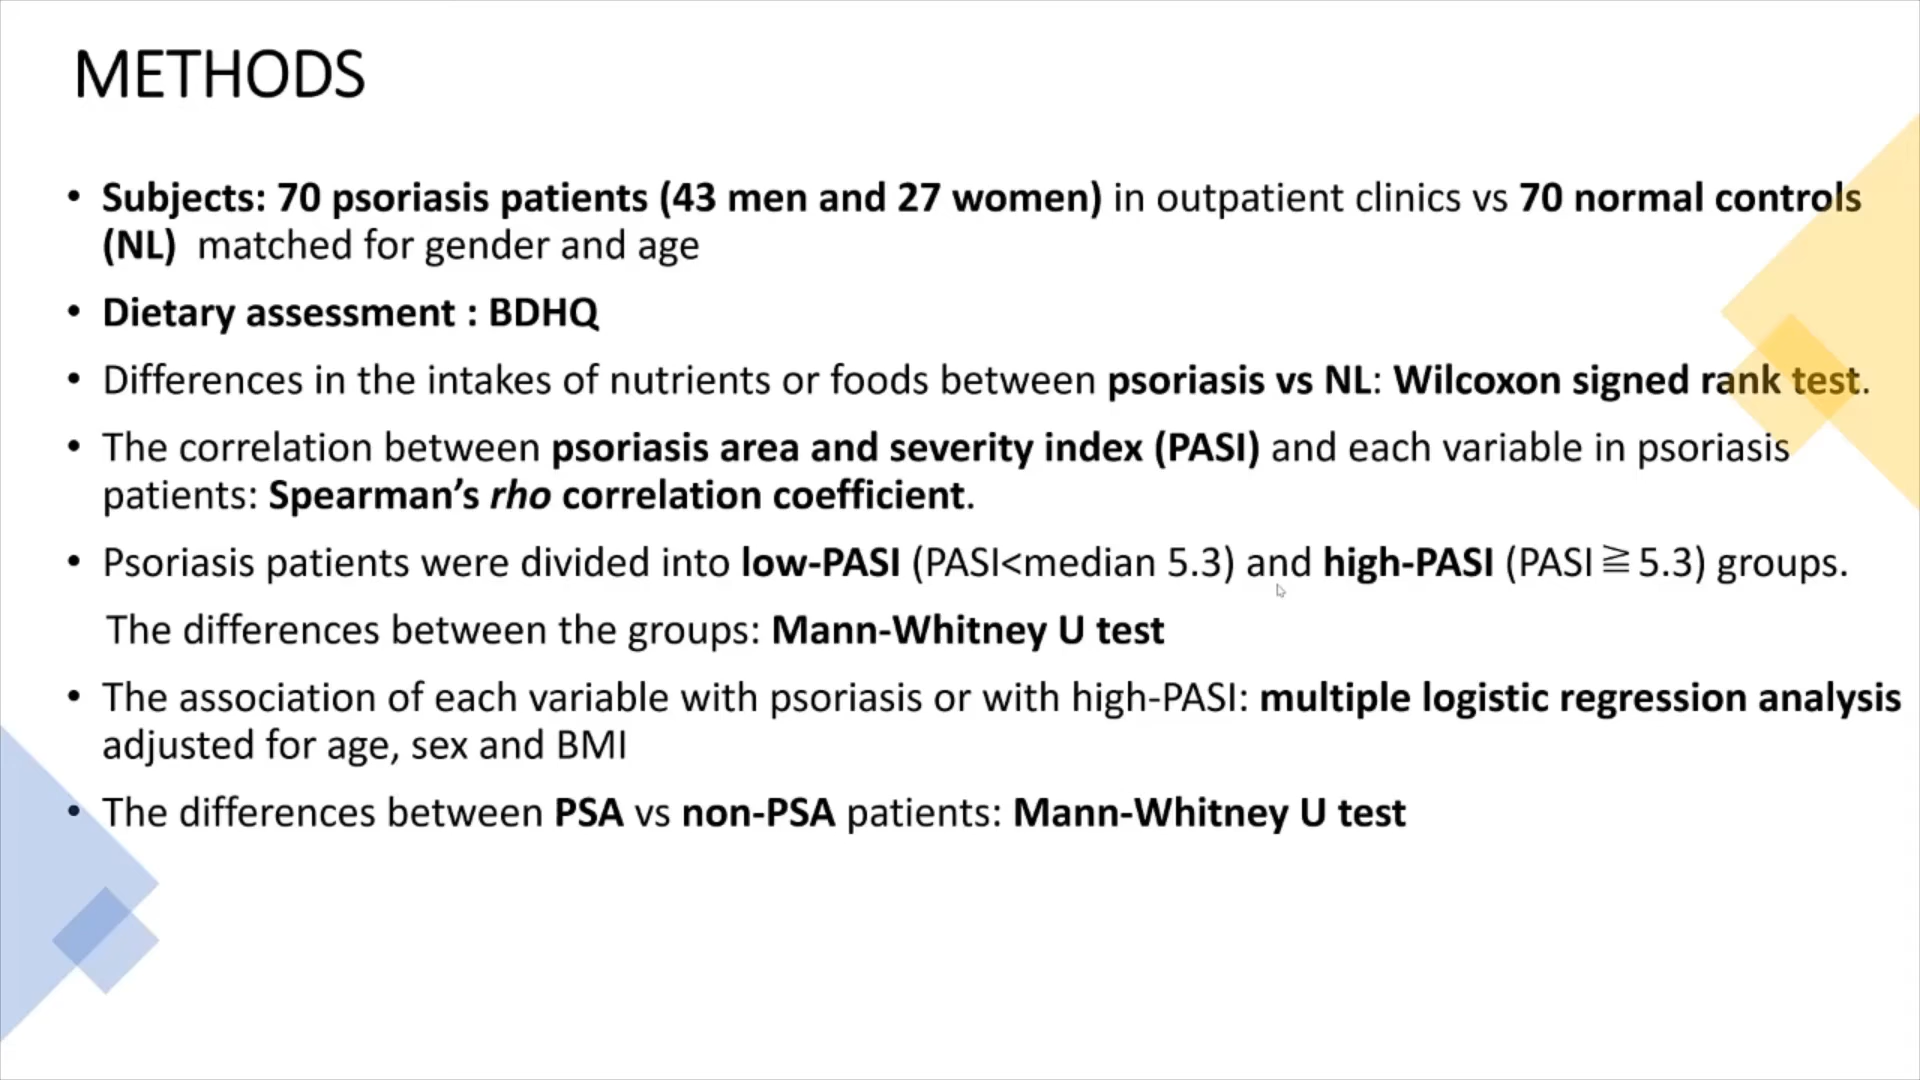 METHODS
• Subjects: 70 psoriasis patients (43 men and 27 women) in outpatient clinics vs 70 normal controls
(NL)  matched for gender and age
• Dietary assessment : BDHQ
• Differences in the intakes of nutrients or foods between psoriasis vs NL: Wilcoxon signed rank test.
• The correlation between psoriasis area and severity index (PASI) and each variable in psoriasis
patients: Spearman’s rho correlation coefficient.
• Psoriasis patients were divided into low-PASI (PASI<median 5.3) and high-PASI (PASI≧5.3) groups.
The differences between the groups: Mann-Whitney U test
• The association of each variable with psoriasis or with high-PASI: multiple logistic regression analysis
adjusted for age, sex and BMI
• The differences between PSA vs non-PSA patients: Mann-Whitney U test